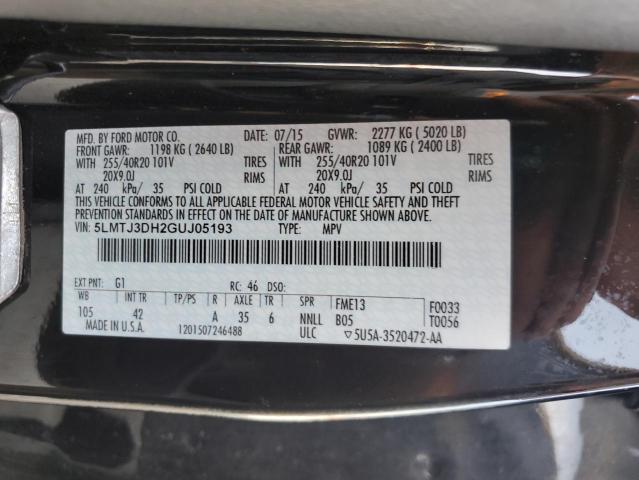 MFD. BY FORD MOTOR CO. DATE: 07/15 GVWR: 2277 KG ( 5020 LB)
FRONT GAWR: 1198 KG ( 2640 LB) REAR GAWR: 1089 KG ( 2400 LB)
WITH 255/40R20 101V TIRES WITH 255/40R20 101V TIRES
20X9.0J RIMS 20X9.0J RIMS
AT 240 kPa/ 35 PSI COLD AT 240 kPa/ 35 PSI COLD
THIS VEHICLE CONFORMS TO ALL APPLICABLE FEDERAL MOTOR VEHICLE SAFETY AND THEFT
PREVENTION STANDARDS IN EFFECT ON THE DATE OF MANUFACTURE SHOWN ABOVE.
VIN: 5LMTJ3DH2GUJ05193 TYPE: MPV
EXT PNT: G1 RC: 46 DSO:
WB INT TR TP/PS R AXLE TR SPR FME13 F0033
105 42 A 35 6 NNLL B05 T0056
MADE IN U.S.A. 1201507246488 ULC ▽5U5A-3520472-AA